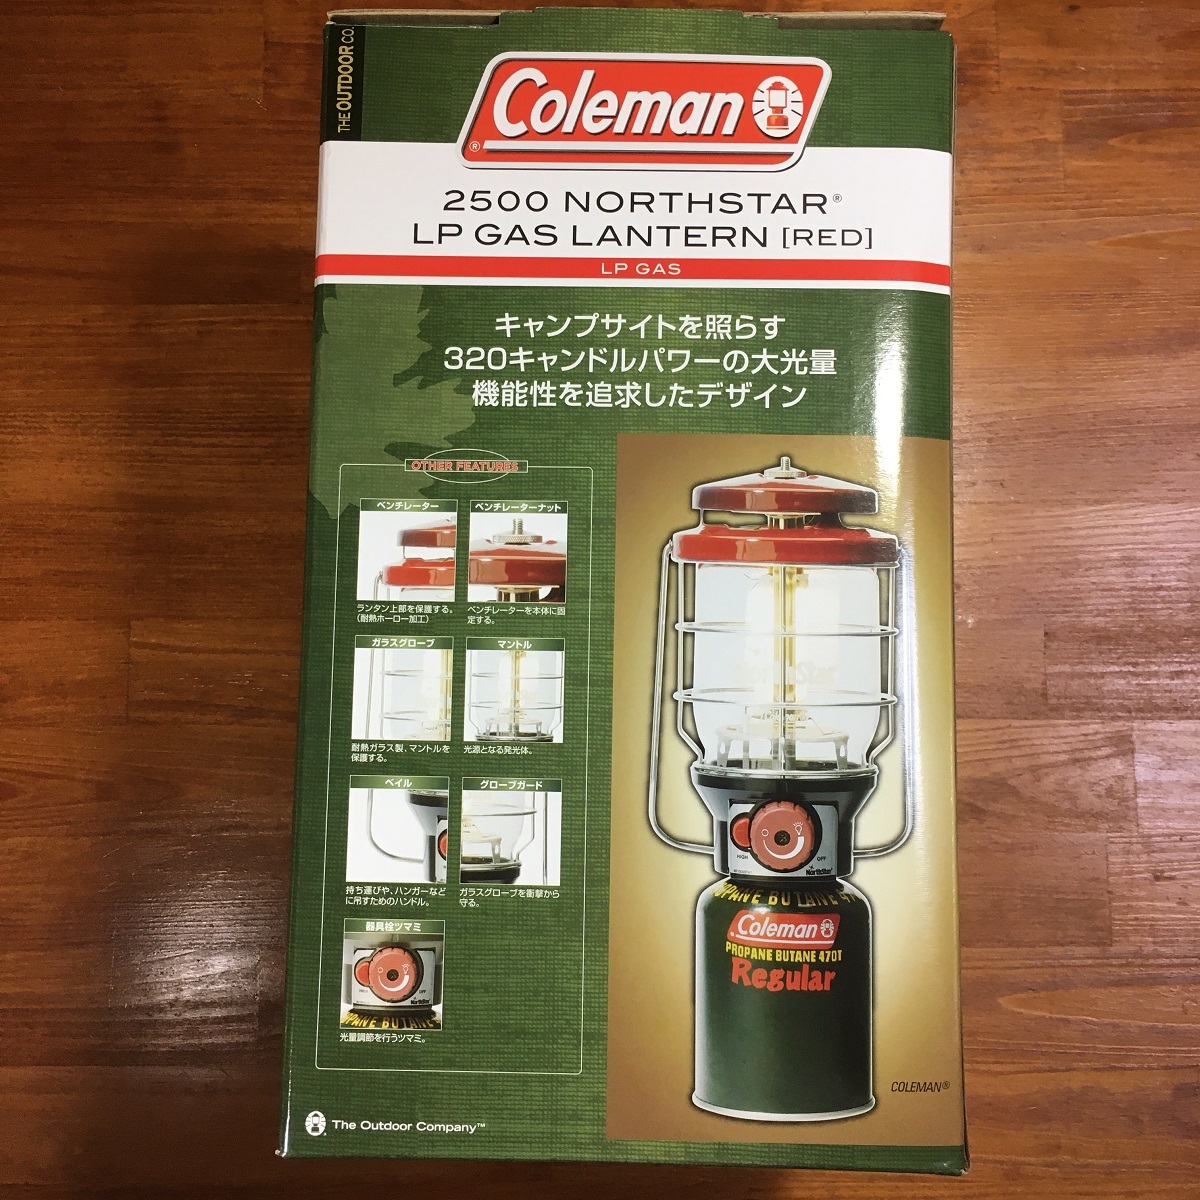 THE OUTDOOR CO.
Coleman
®
2500 NORTHSTAR®
LP GAS LANTERN [RED]
LP GAS
キャンプサイトを照らす
320キャンドルパワーの大光量
機能性を追求したデザイン
OTHER FEATURES
ベンチレーター
ランタン上部を保護する。
(耐熱ホーロー加工)
ベンチレーターナット
ベンチレーターを本体に固
定する。
ガラスグローブ
耐熱ガラス製、マントルを
保護する。
マントル
光源となる発光体。
ベイル
持ち運びや、ハンガーなど
に吊すためのハンドル。
グローブガード
ガラスグローブを衝撃から
守る。
器具栓ツマミ
HIGH
OFF
NorthStar
OPANE BUTANE
光量調節を行うツマミ。
NorthStar
HIGH
OFF
NorthStar
OPANE BUTANE 47
Coleman
PROPANE BUTANE 470T
Regular
COLEMAN®
The Outdoor Company™